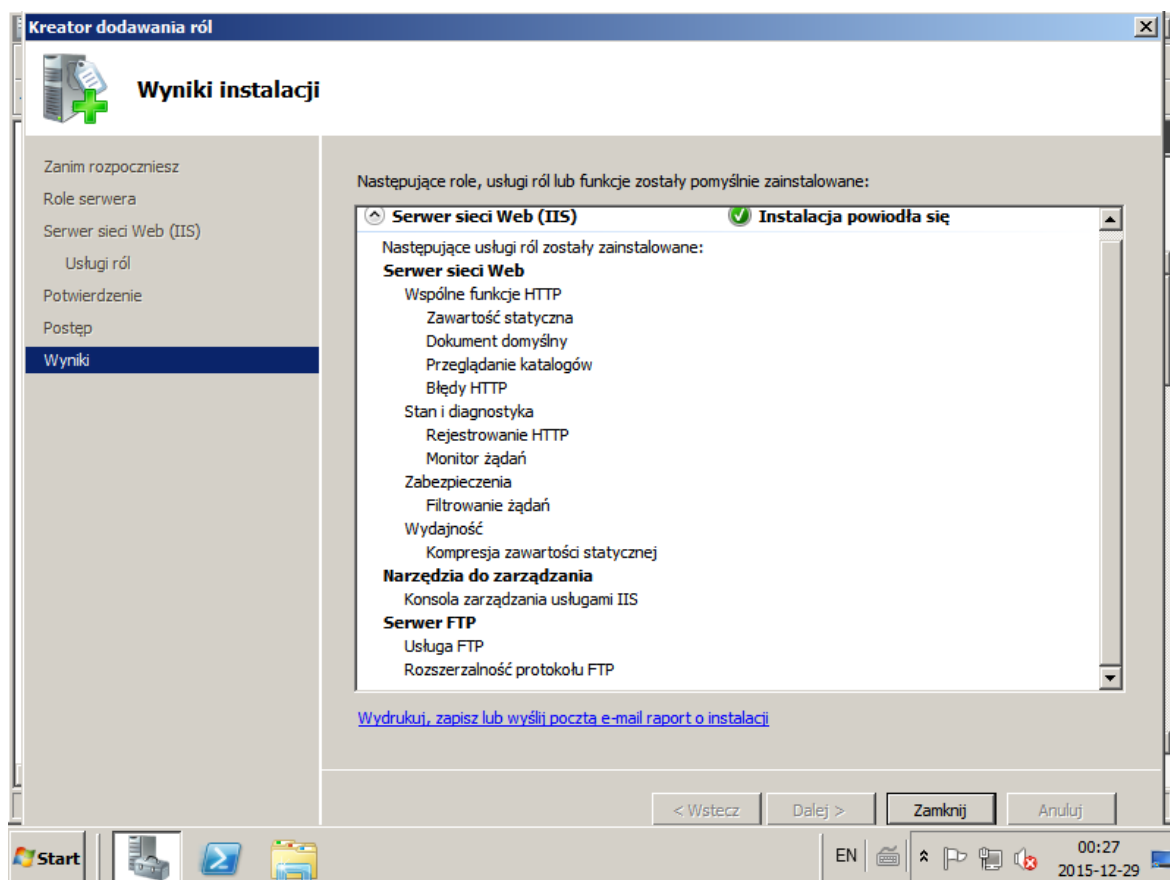 Kreator dodawania ról
Wyniki instalacji
Zanim rozpoczniesz
Role serwera
Serwer sieci Web (IIS)
Usługi ról
Potwierdzenie
Postęp
Wyniki
Następujące role, usługi ról lub funkcje zostały pomyślnie zainstalowane:
Serwer sieci Web (IIS) Instalacja powiodła się
Następujące usługi ról zostały zainstalowane:
Serwer sieci Web
Wspólne funkcje HTTP
Zawartość statyczna
Dokument domyślny
Przeglądanie katalogów
Błędy HTTP
Stan i diagnostyka
Rejestrowanie HTTP
Monitor żądań
Zabezpieczenia
Filtrowanie żądań
Wydajność
Kompresja zawartości statycznej
Narzędzia do zarządzania
Konsola zarządzania usługami IIS
Serwer FTP
Usługa FTP
Rozszerzalność protokołu FTP
Wydrukuj, zapisz lub wyślij pocztą e-mail raport o instalacji
< Wstecz Dalej > Zamknij Anuluj
Start EN 00:27
2015-12-29